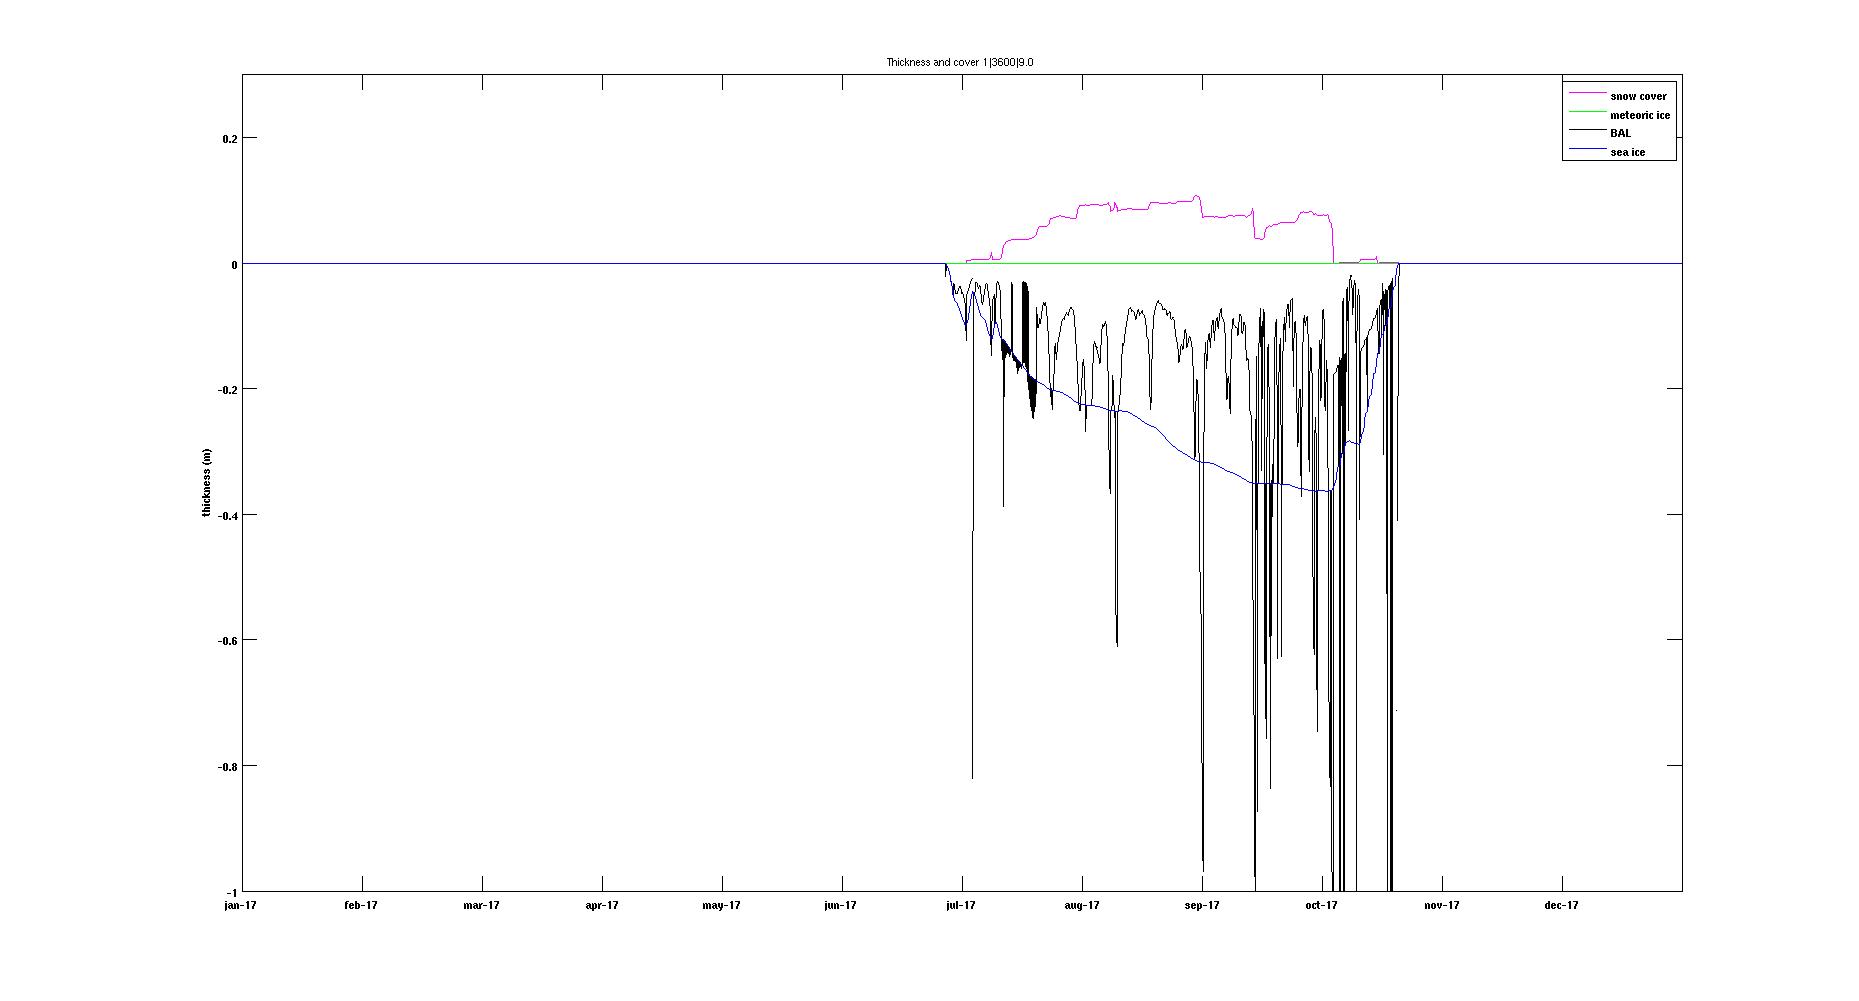 Thickness and cover 1|3600|9.0
snow cover
meteoric ice
BAL
sea ice
0.2
0
-0.2
-0.4
-0.6
-0.8
-1
thickness (m)
jan-17 feb-17 mar-17 apr-17 may-17 jun-17 jul-17 aug-17 sep-17 oct-17 nov-17 dec-17